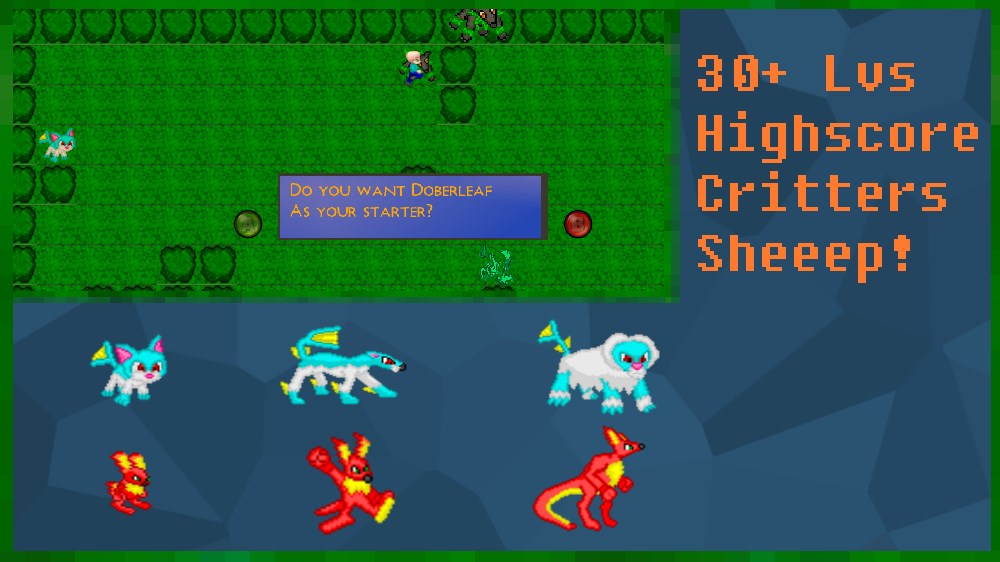 30+ Lvs
Highscore
Critters
Sheeep!
Do you want Doberleaf
As your starter?